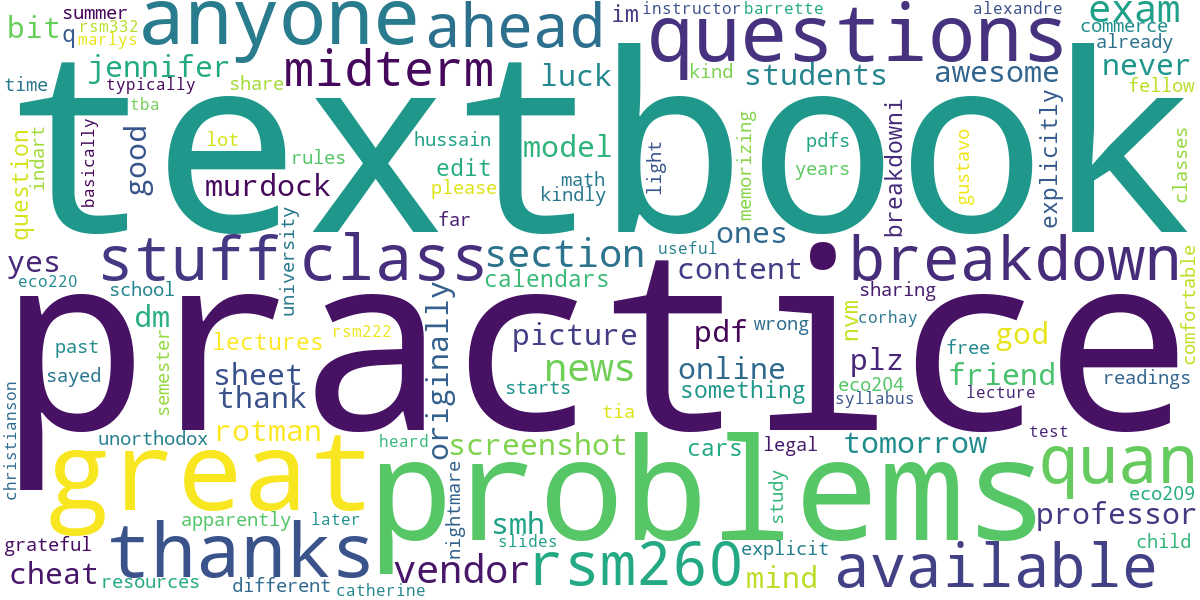 bit
q
summer
rsm332
marlys
anyone
ahead
im
instructor
barrette
alexandre
exam
commerce
already
questions
jennifer
typically
share
midterm
luck
kind
students
awesome
never
fellow
time
tba
textbook
question
indart
basically
good
lot
rules
hussain
edit
please
model
math
kindly
light
memorizing
pdfs
years
breakdowni
gustavo
explicitly
classes
murdock
far
university
yes
eco220
stuff
class
section
useful
ones
content
breakdown
school
calendars
sharing
comfortable
practice
dm
past
sayed
semester
lectures
rsm222
originally
picture
pdf
wrong
nvm
corhay
god
free
sheet
thank
news
starts
online
something
plz
eco204
syllabus
friend
lecture
readings
christianson
unorthodox
rotman
tia
heard
screenshot
cars
legal
tomorrow
test
great
problems
quan
eco209
apparently
later
nightmare
smh
slides
study
professor
child
grateful
thanks
cheat
resources
different
catherine
vendor
rsm260
explicit
mind
available